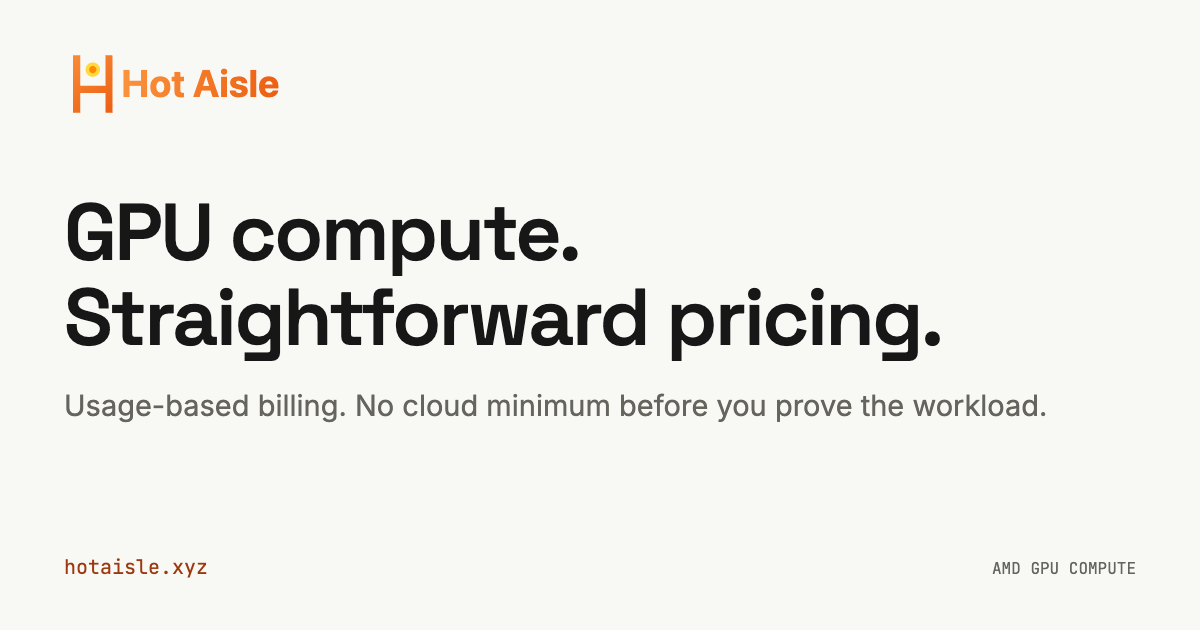 Hot Aisle
GPU compute.
Straightforward pricing.
Usage-based billing. No cloud minimum before you prove the workload.
hotaisle.xyz
AMD GPU COMPUTE